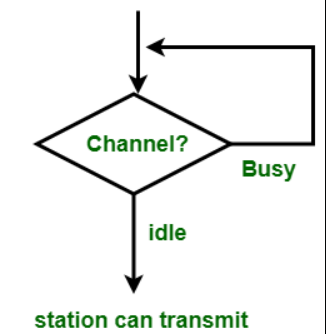 Channel?
Busy
idle
station can transmit